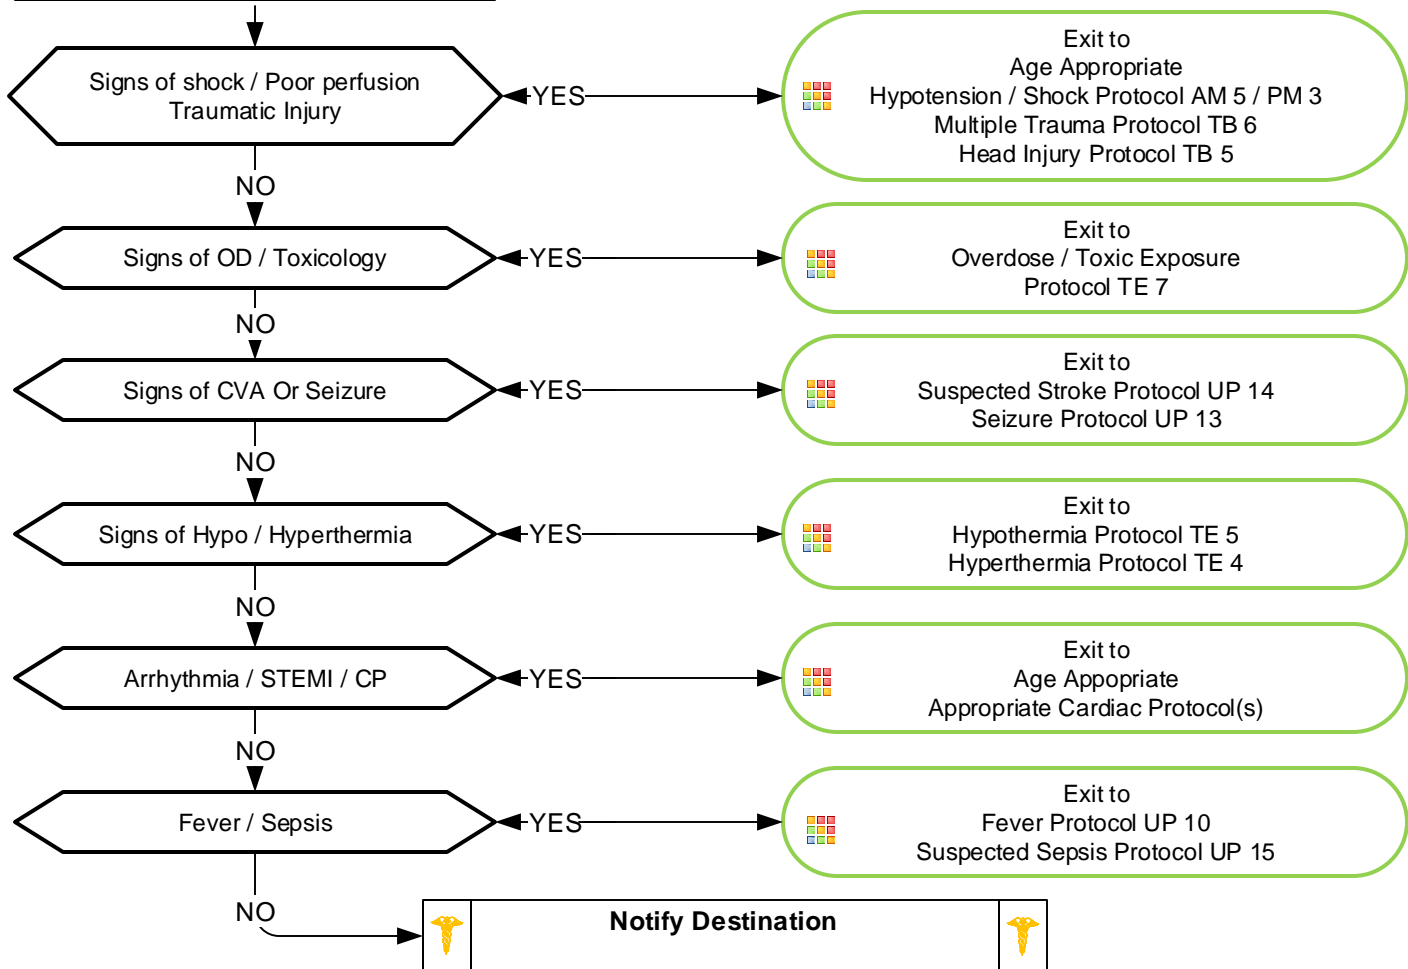 Signs of shock / Poor perfusion
Traumatic Injury
YES
Exit to
Age Appropriate
Hypotension / Shock Protocol AM 5 / PM 3
Multiple Trauma Protocol TB 6
Head Injury Protocol TB 5
NO
Signs of OD / Toxicology
YES
Exit to
Overdose / Toxic Exposure
Protocol TE 7
NO
Signs of CVA Or Seizure
YES
Exit to
Suspected Stroke Protocol UP 14
Seizure Protocol UP 13
NO
Signs of Hypo / Hyperthermia
YES
Exit to
Hypothermia Protocol TE 5
Hyperthermia Protocol TE 4
NO
Arrhythmia / STEMI / CP
YES
Exit to
Age Appopriate
Appropriate Cardiac Protocol(s)
NO
Fever / Sepsis
YES
Exit to
Fever Protocol UP 10
Suspected Sepsis Protocol UP 15
NO
Notify Destination